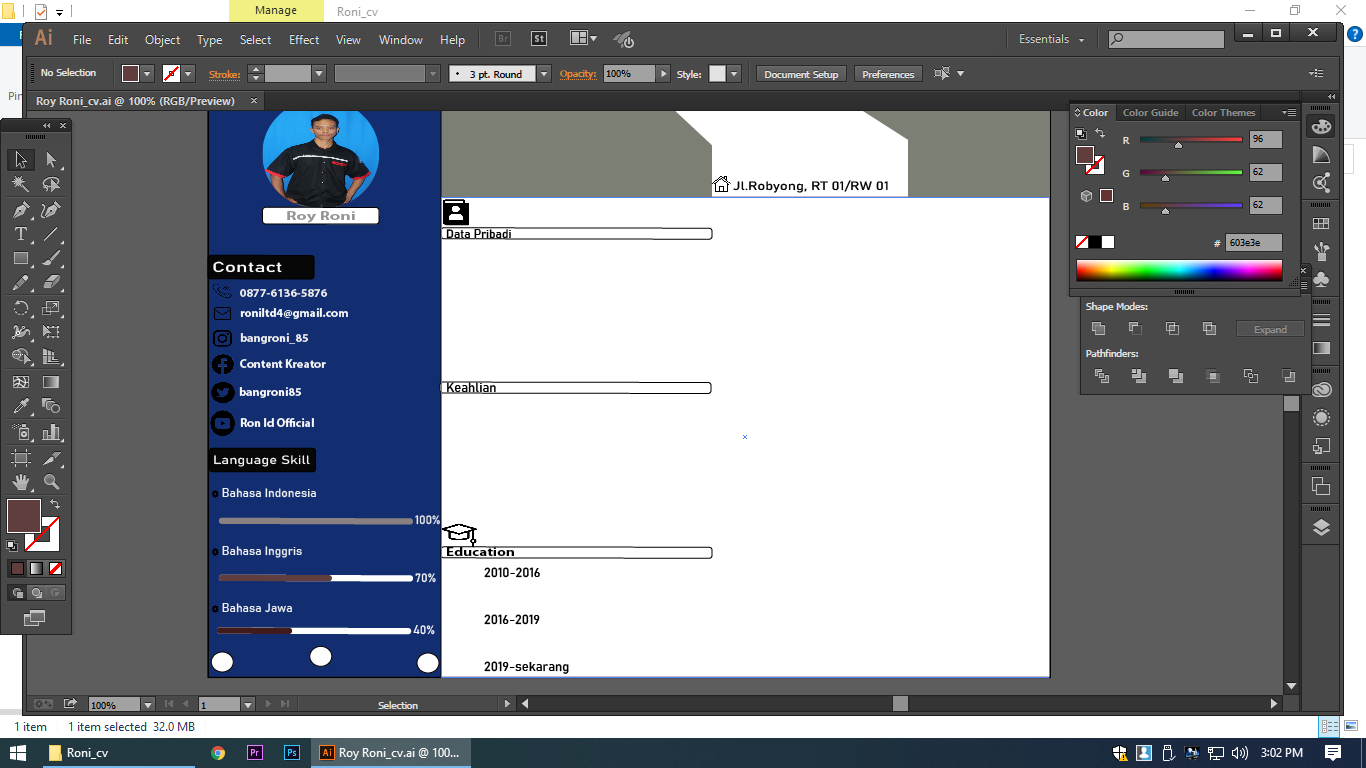 Manage
Roni_cv
Ai
File Edit Object Type Select Effect View Window Help
Br
St
Essentials
No Selection
Stroke:
3 pt. Round
Opacity: 100%
Style:
Document Setup
Preferences
Roy Roni_cv.ai @ 100% (RGB/Preview)
Roy Roni
Contact
0877-6136-5876
roniltd4@gmail.com
bangroni_85
Content Kreator
bangroni85
Ron Id Official
Language Skill
Bahasa Indonesia
100%
Bahasa Inggris
70%
Bahasa Jawa
40%
Jl.Robyong, RT 01/RW 01
Data Pribadi
Keahlian
Education
2010-2016
2016-2019
2019-sekarang
Color
Color Guide
Color Themes
R 96
G 62
B 62
# 603e3e
Shape Modes:
Expand
Pathfinders:
100%
1
Selection
1 item 1 item selected 32.0 MB
Roni_cv
Pr
Ps
Ai
Roy Roni_cv.ai @ 100...
3:02 PM